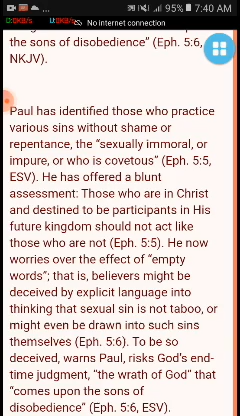 0:0KB/s U:0KB/s No internet connection 95% 7:40 AM
the sons of disobedience” (Eph. 5:6,
NKJV).
Paul has identified those who practice
various sins without shame or
repentance, the “sexually immoral, or
impure, or who is covetous” (Eph. 5:5,
ESV). He has offered a blunt
assessment: Those who are in Christ
and destined to be participants in His
future kingdom should not act like
those who are not (Eph. 5:5). He now
worries over the effect of “empty
words”; that is, believers might be
deceived by explicit language into
thinking that sexual sin is not taboo, or
might even be drawn into such sins
themselves (Eph. 5:6). To be so
deceived, warns Paul, risks God’s end-
time judgment, “the wrath of God” that
“comes upon the sons of
disobedience” (Eph. 5:6, ESV).